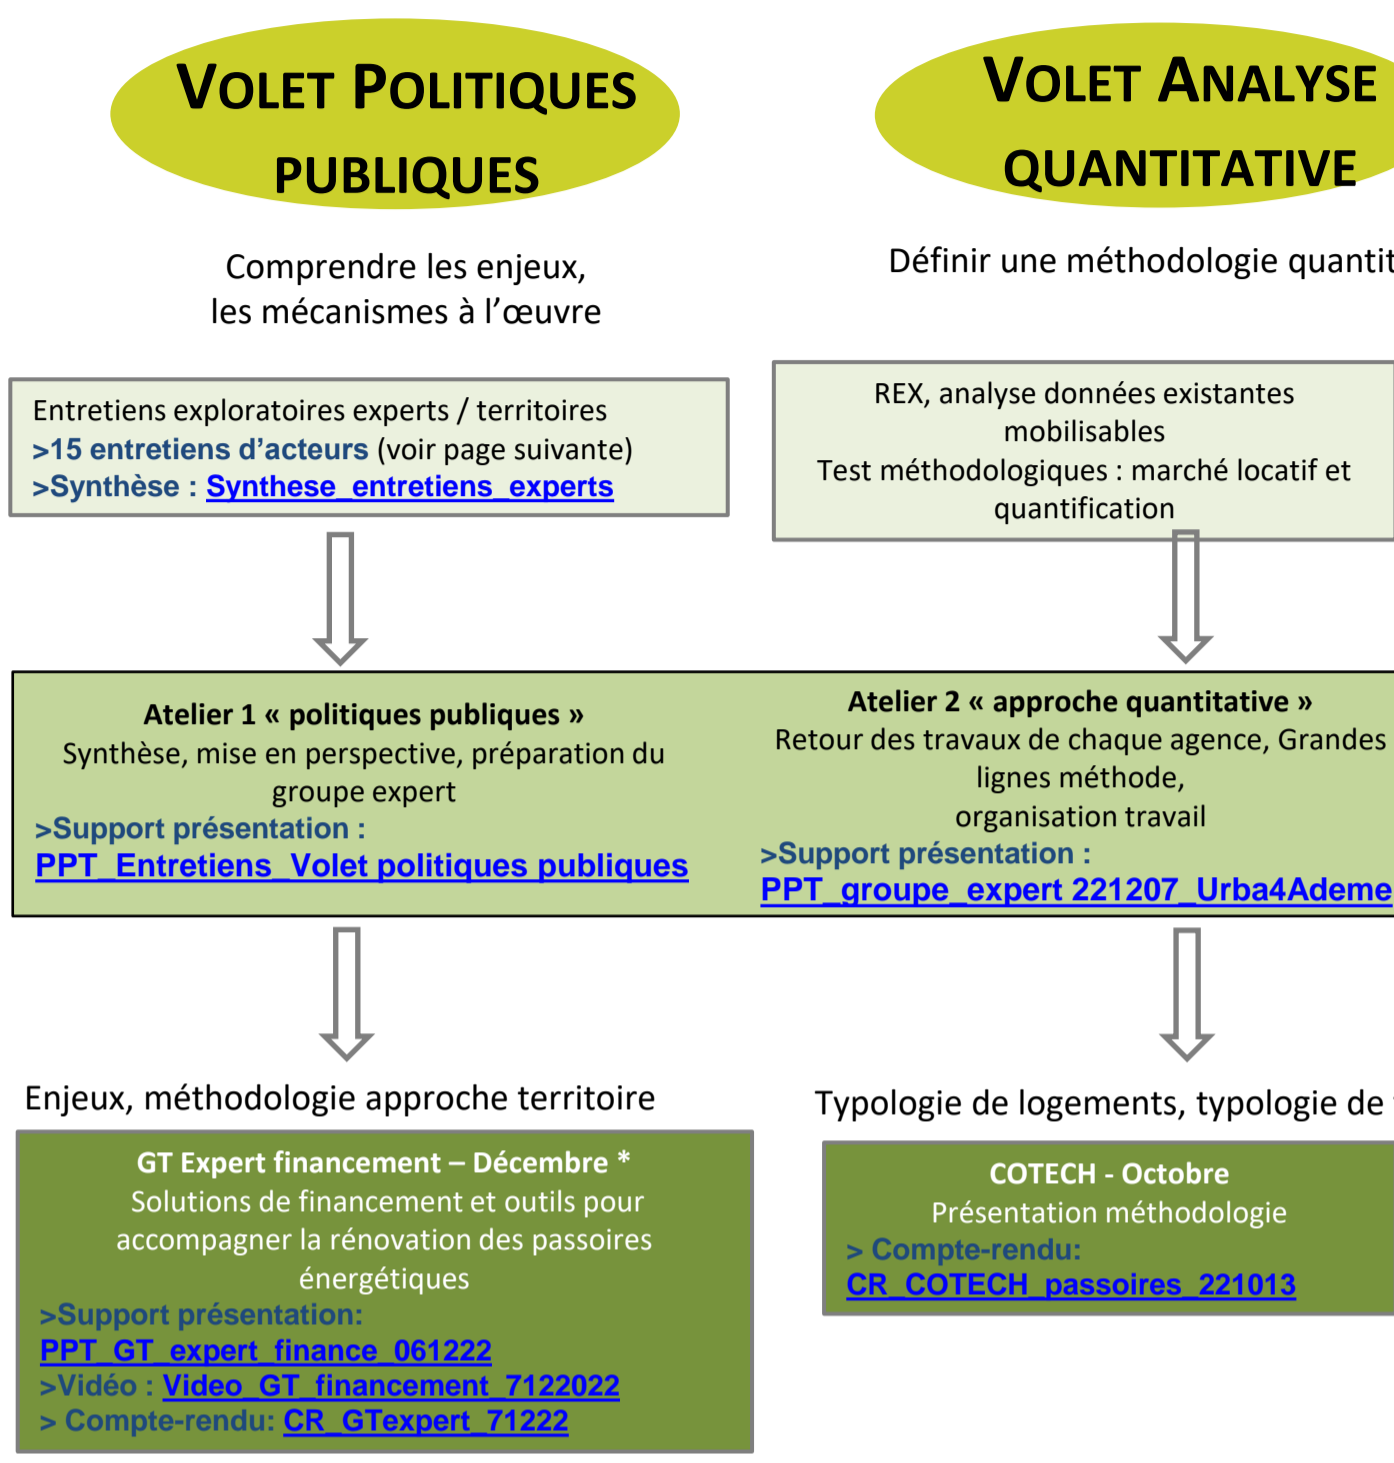 VOLET POLITIQUES
PUBLIQUES
Comprendre les enjeux,
les mécanismes à l'œuvre
Entretiens exploratoires experts / territoires
>15 entretiens d'acteurs (voir page suivante)
>Synthèse : Synthese_entretiens_experts
Atelier 1 « politiques publiques »
Synthèse, mise en perspective, préparation du
groupe expert
>Support présentation :
PPT_Entretiens_Volet politiques publiques
Enjeux, méthodologie approche territoire
GT Expert financement – Décembre *
Solutions de financement et outils pour
accompagner la rénovation des passoires
énergétiques
>Support présentation:
PPT_GT_expert_finance_061222
>Vidéo : Video_GT_financement_7122022
> Compte-rendu: CR_GTexpert_71222
VOLET ANALYSE
QUANTITATIVE
Définir une méthodologie quantit
REX, analyse données existantes
mobilisables
Test méthodologiques : marché locatif et
quantification
Atelier 2 « approche quantitative »
Retour des travaux de chaque agence, Grandes
lignes méthode,
organisation travail
>Support présentation :
PPT_groupe_expert 221207_Urba4Ademe
Typologie de logements, typologie de
COTECH - Octobre
Présentation méthodologie
> Compte-rendu:
CR_COTECH_passoires_221013